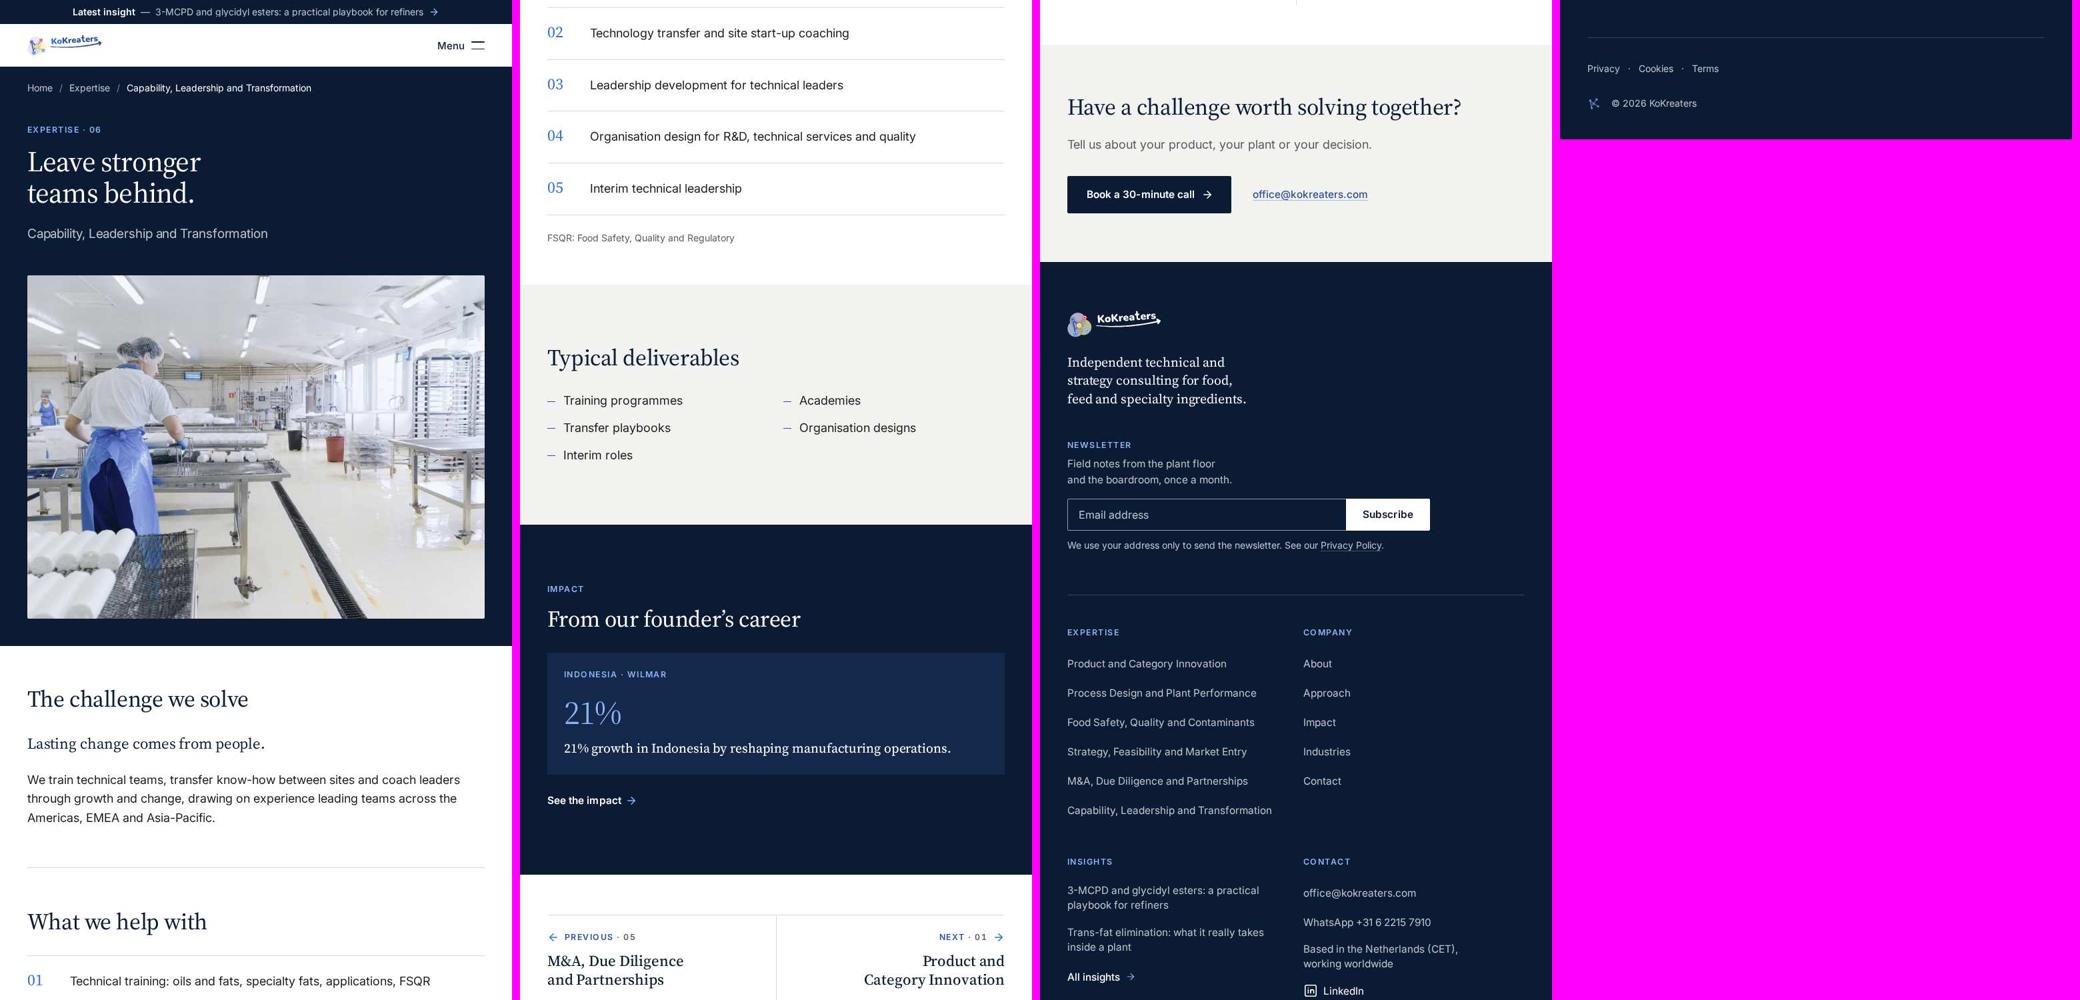 Latest insight — 3-MCPD and glycidyl esters: a practical playbook for refiners →
KoKreaters
Menu
Home / Expertise / Capability, Leadership and Transformation
EXPERTISE · 06
Leave stronger
teams behind.
Capability, Leadership and Transformation
The challenge we solve
Lasting change comes from people.
We train technical teams, transfer know-how between sites and coach leaders
through growth and change, drawing on experience leading teams across the
Americas, EMEA and Asia-Pacific.
What we help with
01 Technical training: oils and fats, specialty fats, applications, FSQR
02 Technology transfer and site start-up coaching
03 Leadership development for technical leaders
04 Organisation design for R&D, technical services and quality
05 Interim technical leadership
FSQR: Food Safety, Quality and Regulatory
Typical deliverables
— Training programmes
— Academies
— Transfer playbooks
— Organisation designs
— Interim roles
IMPACT
From our founder’s career
INDONESIA · WILMAR
21%
21% growth in Indonesia by reshaping manufacturing operations.
See the impact →
← PREVIOUS · 05
M&A, Due Diligence
and Partnerships
NEXT · 01 →
Product and
Category Innovation
Have a challenge worth solving together?
Tell us about your product, your plant or your decision.
Book a 30-minute call →
office@kokreaters.com
KoKreaters
Independent technical and
strategy consulting for food,
feed and specialty ingredients.
NEWSLETTER
Field notes from the plant floor
and the boardroom, once a month.
Email address
Subscribe
We use your address only to send the newsletter. See our Privacy Policy.
EXPERTISE
Product and Category Innovation
Process Design and Plant Performance
Food Safety, Quality and Contaminants
Strategy, Feasibility and Market Entry
M&A, Due Diligence and Partnerships
Capability, Leadership and Transformation
COMPANY
About
Approach
Impact
Industries
Contact
INSIGHTS
3-MCPD and glycidyl esters: a practical
playbook for refiners
Trans-fat elimination: what it really takes
inside a plant
All insights →
CONTACT
office@kokreaters.com
WhatsApp +31 6 2215 7910
Based in the Netherlands (CET),
working worldwide
LinkedIn
Privacy · Cookies · Terms
© 2026 KoKreaters